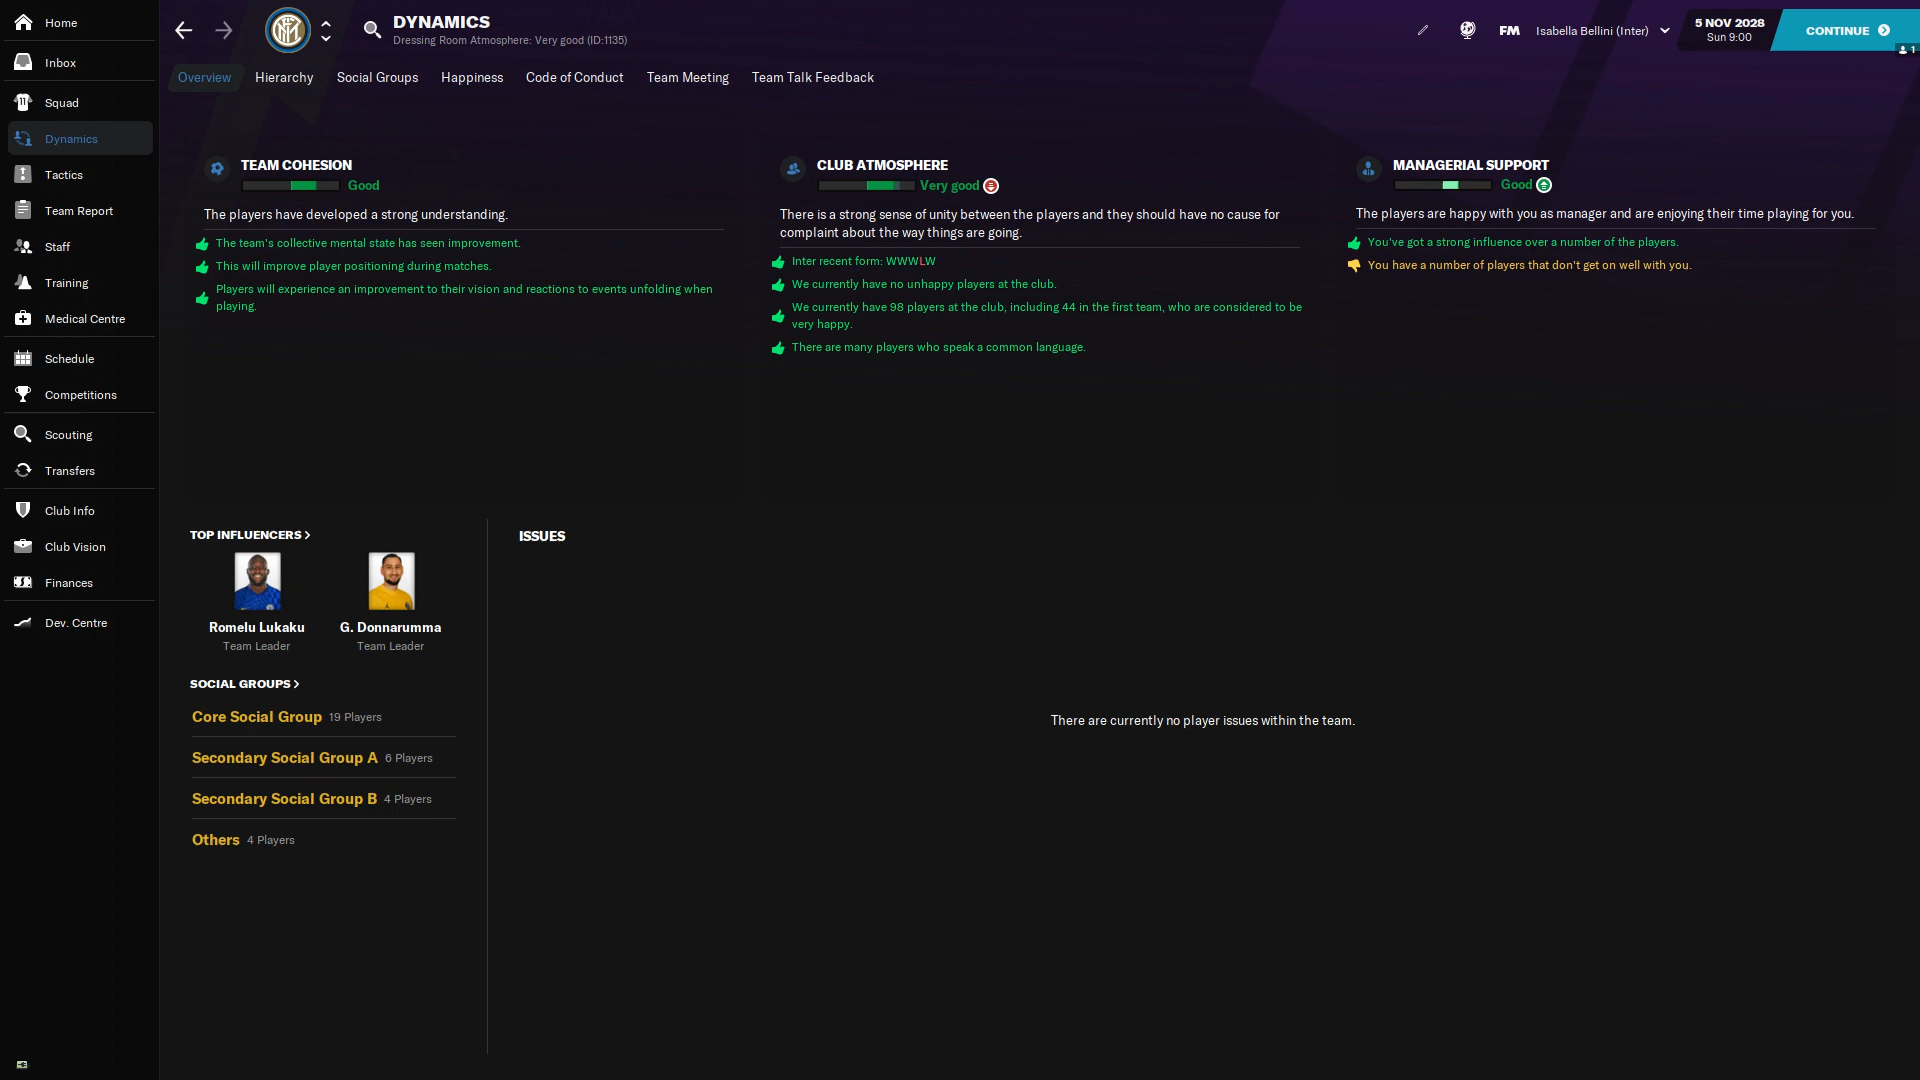 Home
Inbox
Squad
Dynamics
Tactics
Team Report
Staff
Training
Medical Centre
Schedule
Competitions
Scouting
Transfers
Club Info
Club Vision
Finances
Dev. Centre
DYNAMICS
Dressing Room Atmosphere: Very good (ID:1135)
FM
Isabella Bellini (Inter)
5 NOV 2028
Sun 9:00
CONTINUE
1
Overview
Hierarchy
Social Groups
Happiness
Code of Conduct
Team Meeting
Team Talk Feedback
TEAM COHESION
Good
The players have developed a strong understanding.
The team's collective mental state has seen improvement.
This will improve player positioning during matches.
Players will experience an improvement to their vision and reactions to events unfolding when
playing.
CLUB ATMOSPHERE
Very good
There is a strong sense of unity between the players and they should have no cause for
complaint about the way things are going.
Inter recent form: WWWLW
We currently have no unhappy players at the club.
We currently have 98 players at the club, including 44 in the first team, who are considered to be
very happy.
There are many players who speak a common language.
MANAGERIAL SUPPORT
Good
The players are happy with you as manager and are enjoying their time playing for you.
You've got a strong influence over a number of the players.
You have a number of players that don't get on well with you.
TOP INFLUENCERS
Romelu Lukaku
Team Leader
G. Donnarumma
Team Leader
SOCIAL GROUPS
Core Social Group 19 Players
Secondary Social Group A 6 Players
Secondary Social Group B 4 Players
Others 4 Players
ISSUES
There are currently no player issues within the team.